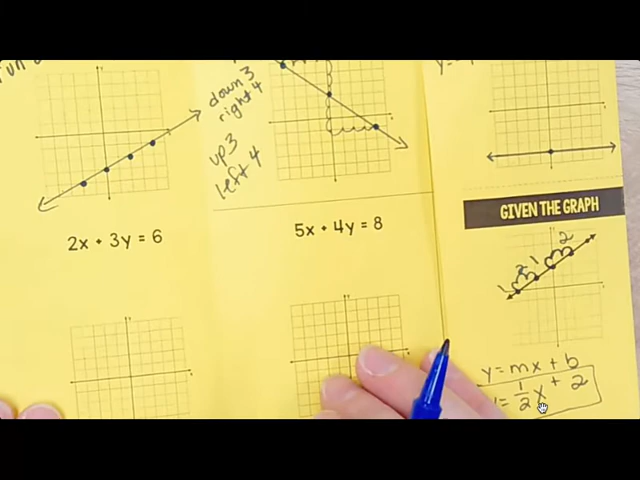 down 3
right 4
up 3
left 4
2x + 3y = 6
5x + 4y = 8
GIVEN THE GRAPH
2
1
2
1
y = mx + b
= 1/2 x + 2